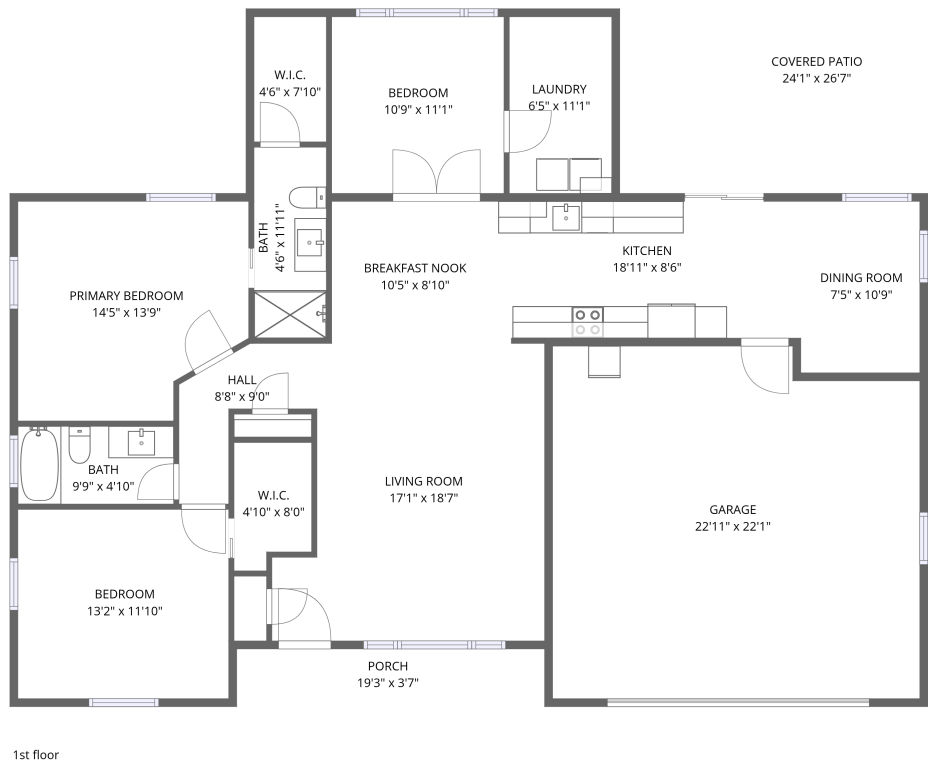 COVERED PATIO
24'1" x 26'7"
W.I.C.
4'6" x 7'10"
BEDROOM
10'9" x 11'1"
LAUNDRY
6'5" x 11'1"
BATH
4'6" x 11'11"
BREAKFAST NOOK
10'5" x 8'10"
KITCHEN
18'11" x 8'6"
DINING ROOM
7'5" x 10'9"
PRIMARY BEDROOM
14'5" x 13'9"
HALL
8'8" x 9'0"
BATH
9'9" x 4'10"
W.I.C.
4'10" x 8'0"
LIVING ROOM
17'1" x 18'7"
GARAGE
22'11" x 22'1"
BEDROOM
13'2" x 11'10"
PORCH
19'3" x 3'7"
1st floor